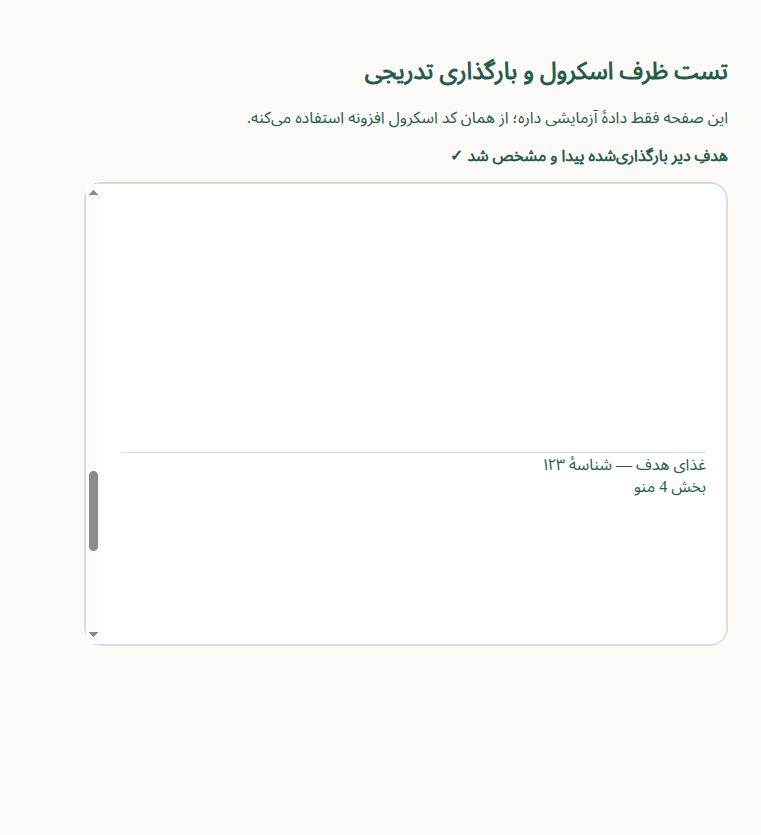 تست ظرف اسکرول و بارگذاری تدریجی
این صفحه فقط دادهٔ آزمایشی داره؛ از همان کد اسکرول افزونه استفاده می‌کنه.
هدفِ دیر بارگذاری‌شده پیدا و مشخص شد ✓
غذای هدف — شناسهٔ ۱۲۳
بخش 4 منو